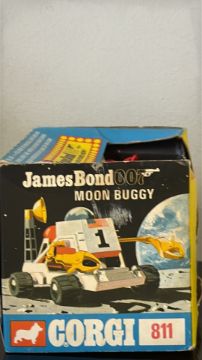 James Bond 007
MOON BUGGY
1
CORGI 811